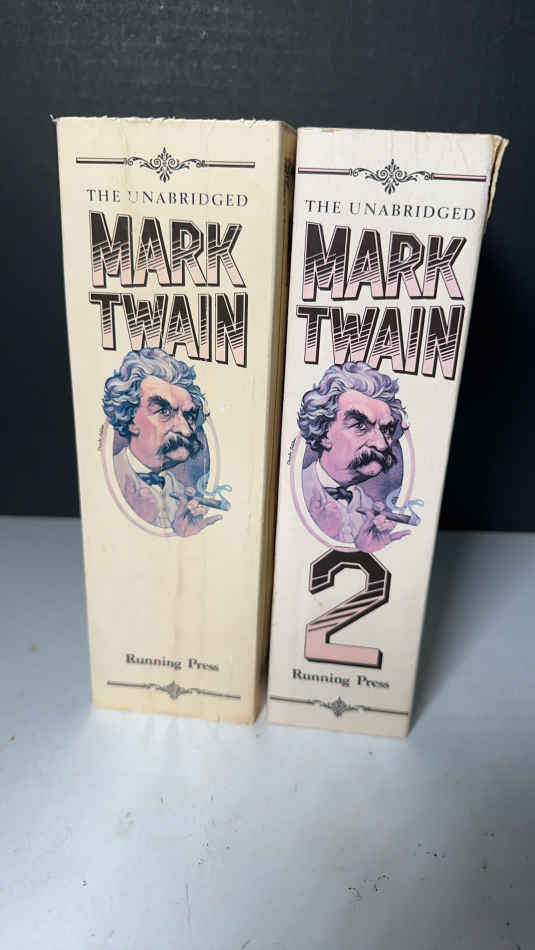 THE UNABRIDGED
MARK
TWAIN
Running Press
THE UNABRIDGED
MARK
TWAIN
2
Running Press